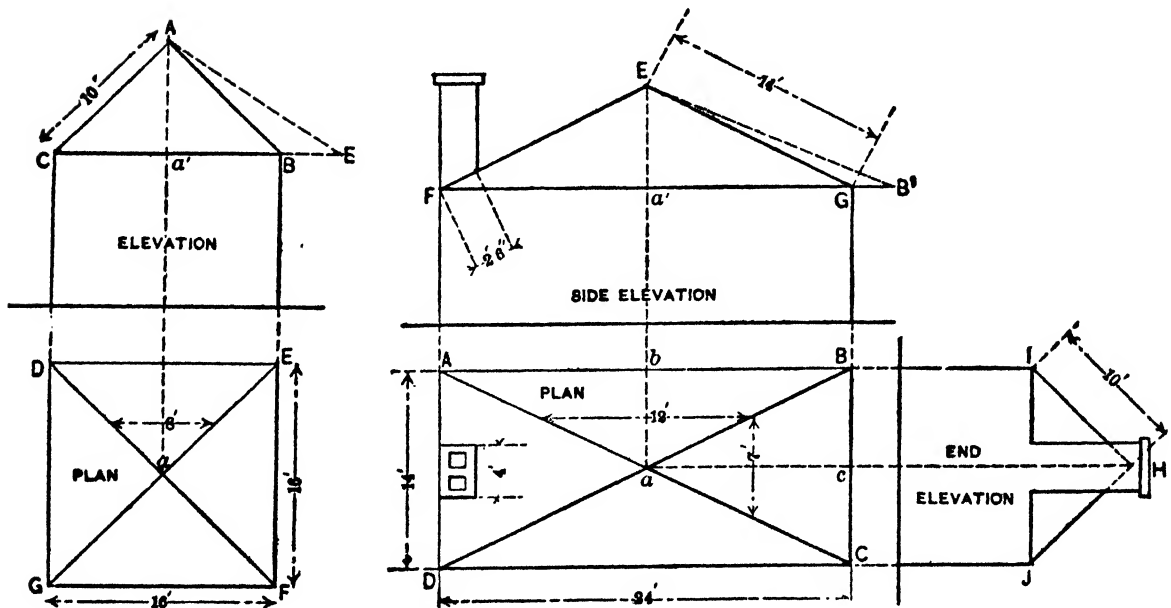 A
10'
C
a'
B
E
ELEVATION
D
E
8'
a
PLAN
16'
G
F
16'
E
14'
F
a'
G
B'
2' 6"
SIDE ELEVATION
A
b
B
PLAN
12'
14'
4'
7'
a
c
D
C
24'
I
10'
END
H
ELEVATION
J